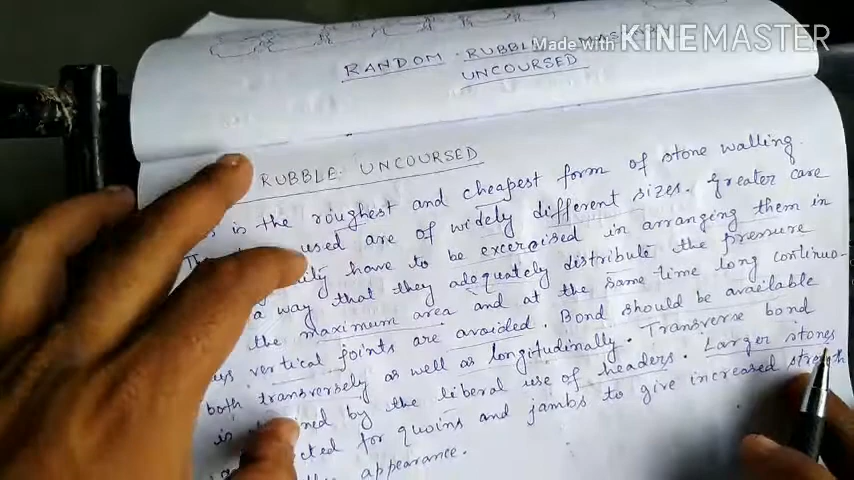 RANDOM RUBBLE MAS
UNCOURSED
Made with KINEMASTER
RUBBLE UNCOURSED
is the roughest and cheapest form of stone walling.
used are of widely different sizes. Greater care
have to be excercised in arranging them in
a way that they adequately distribute the pressure
the maximum area and at the same time long continuo-
vertical joints are avoided. Bond should be available
both transversely as well as longitudinally. Transverse bond
is by the liberal use of headers. Larger stones
for quoins and jambs to give increased strength
appearance.